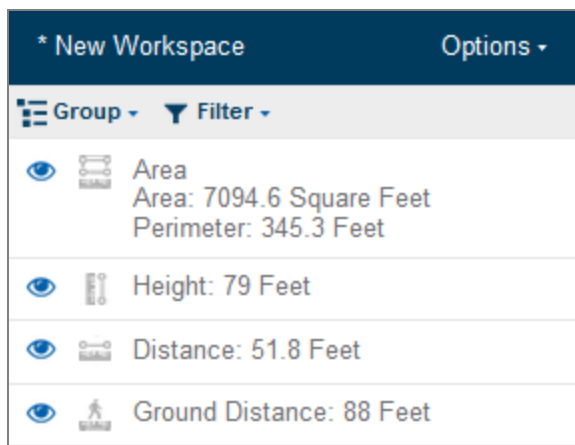 * New Workspace Options
Group Filter
Area
Area: 7094.6 Square Feet
Perimeter: 345.3 Feet
Height: 79 Feet
Distance: 51.8 Feet
Ground Distance: 88 Feet